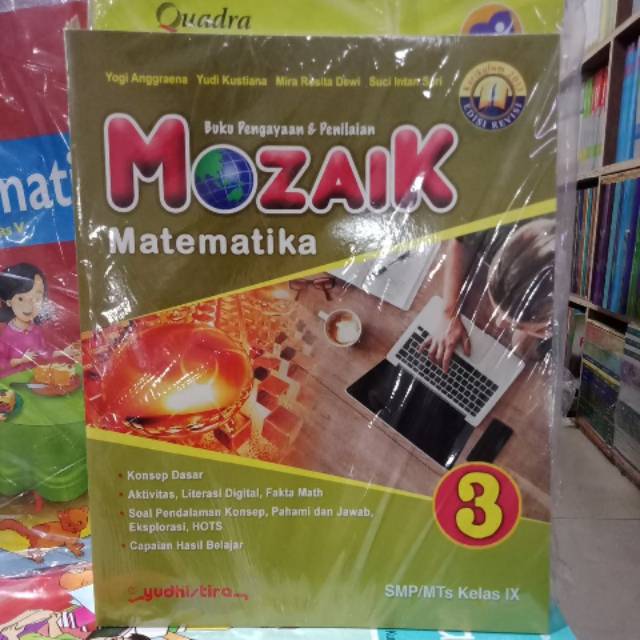 Quadra
Yogi Anggraena Yudi Kustiana Mira Rosita Dewi Suci Intan Sari
Kurikulum 2013
EDISI REVISI
Buku Pengayaan & Penilaian
MOZAIK
Matematika
• Konsep Dasar
• Aktivitas, Literasi Digital, Fakta Math
• Soal Pendalaman Konsep, Pahami dan Jawab,
Eksplorasi, HOTS
• Capaian Hasil Belajar
3
yudhistira
SMP/MTs Kelas IX